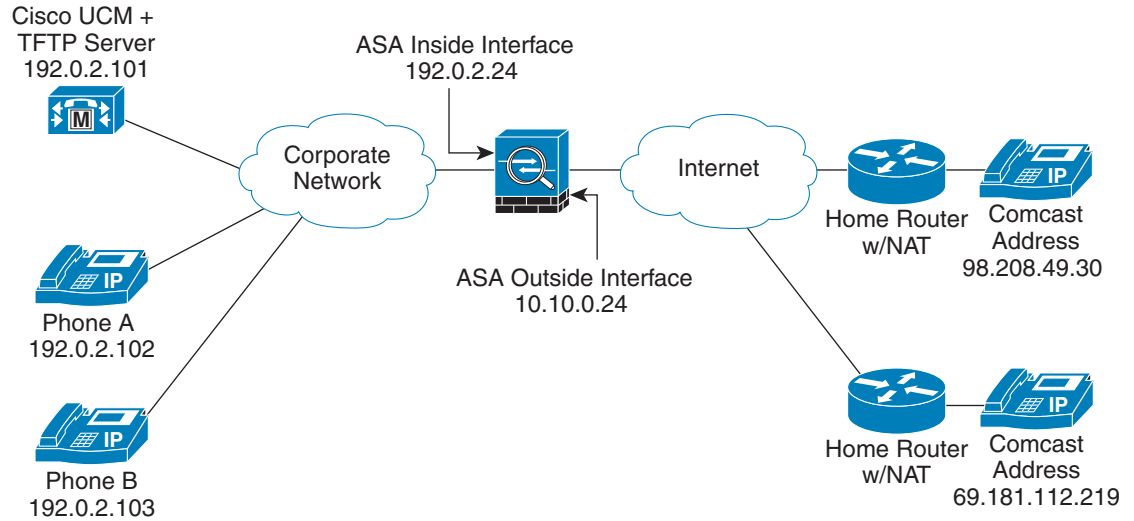 Cisco UCM +
TFTP Server
192.0.2.101
M
ASA Inside Interface
192.0.2.24
Corporate
Network
Internet
IP
Home Router
w/NAT
Comcast
Address
98.208.49.30
ASA Outside Interface
10.10.0.24
IP
Phone A
192.0.2.102
IP
Home Router
w/NAT
Comcast
Address
69.181.112.219
IP
Phone B
192.0.2.103